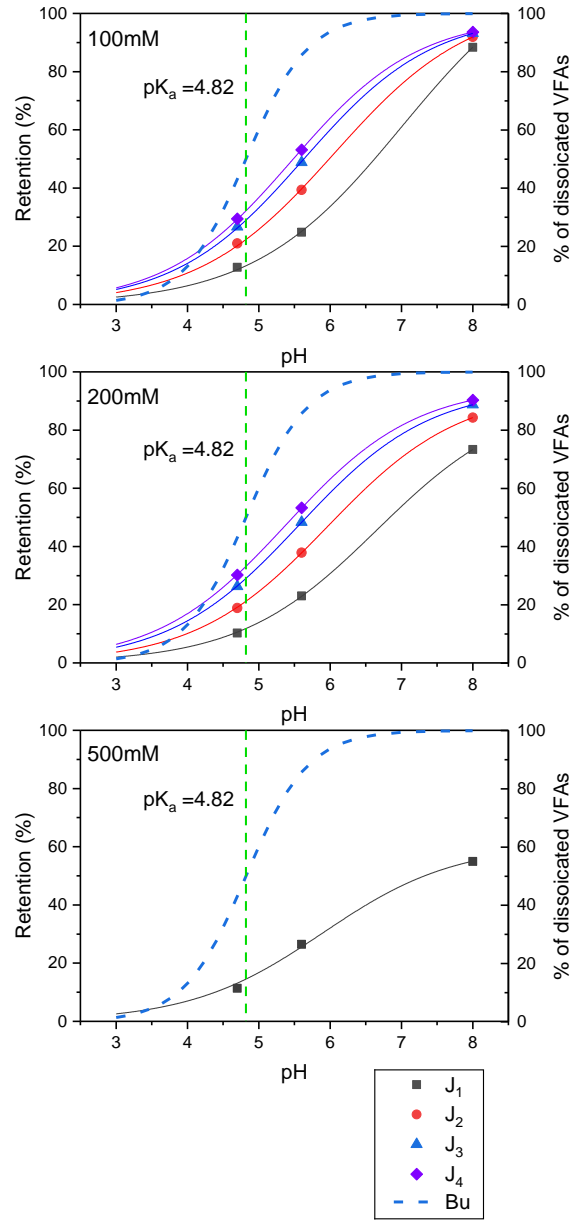 100mM
pKₐ =4.82
Retention (%)
% of dissoicated VFAs
100
80
60
40
20
0
100
80
60
40
20
0
3 4 5 6 7 8
pH
200mM
pKₐ =4.82
Retention (%)
% of dissoicated VFAs
100
80
60
40
20
0
100
80
60
40
20
0
3 4 5 6 7 8
pH
500mM
pKₐ =4.82
Retention (%)
% of dissoicated VFAs
100
80
60
40
20
0
100
80
60
40
20
0
3 4 5 6 7 8
pH
J₁
J₂
J₃
J₄
Bu